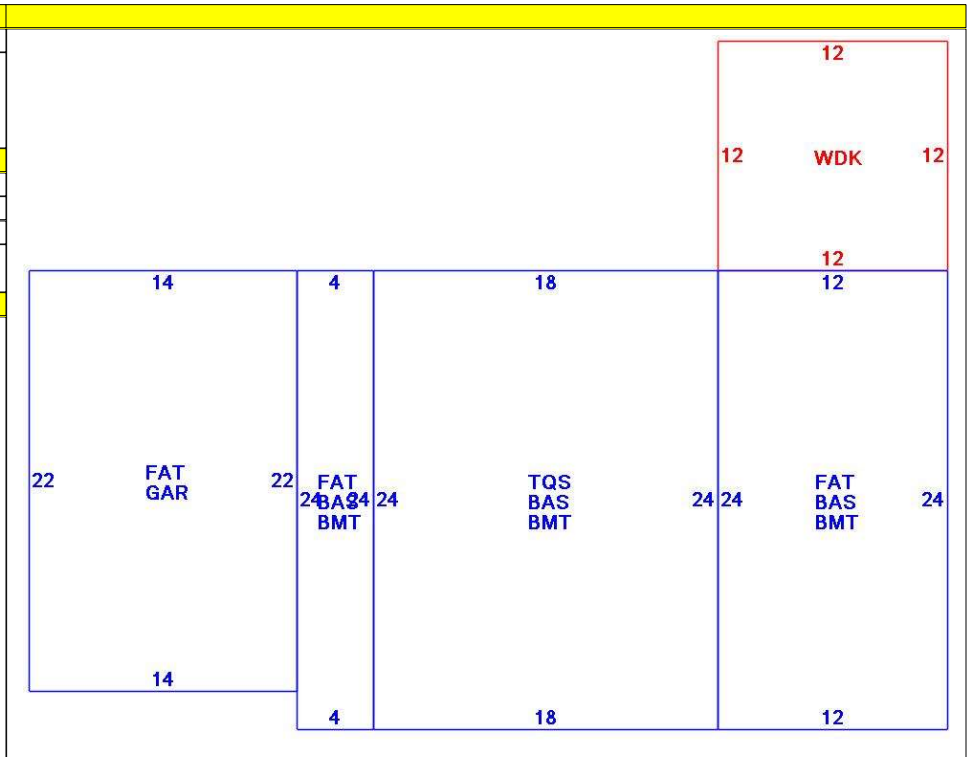 12
12 WDK 12
12
14 4 18 12
22 FAT GAR 22
24 FAT BAS BMT 24
24 TQS BAS BMT 24
24 FAT BAS BMT 24
14
4 18 12